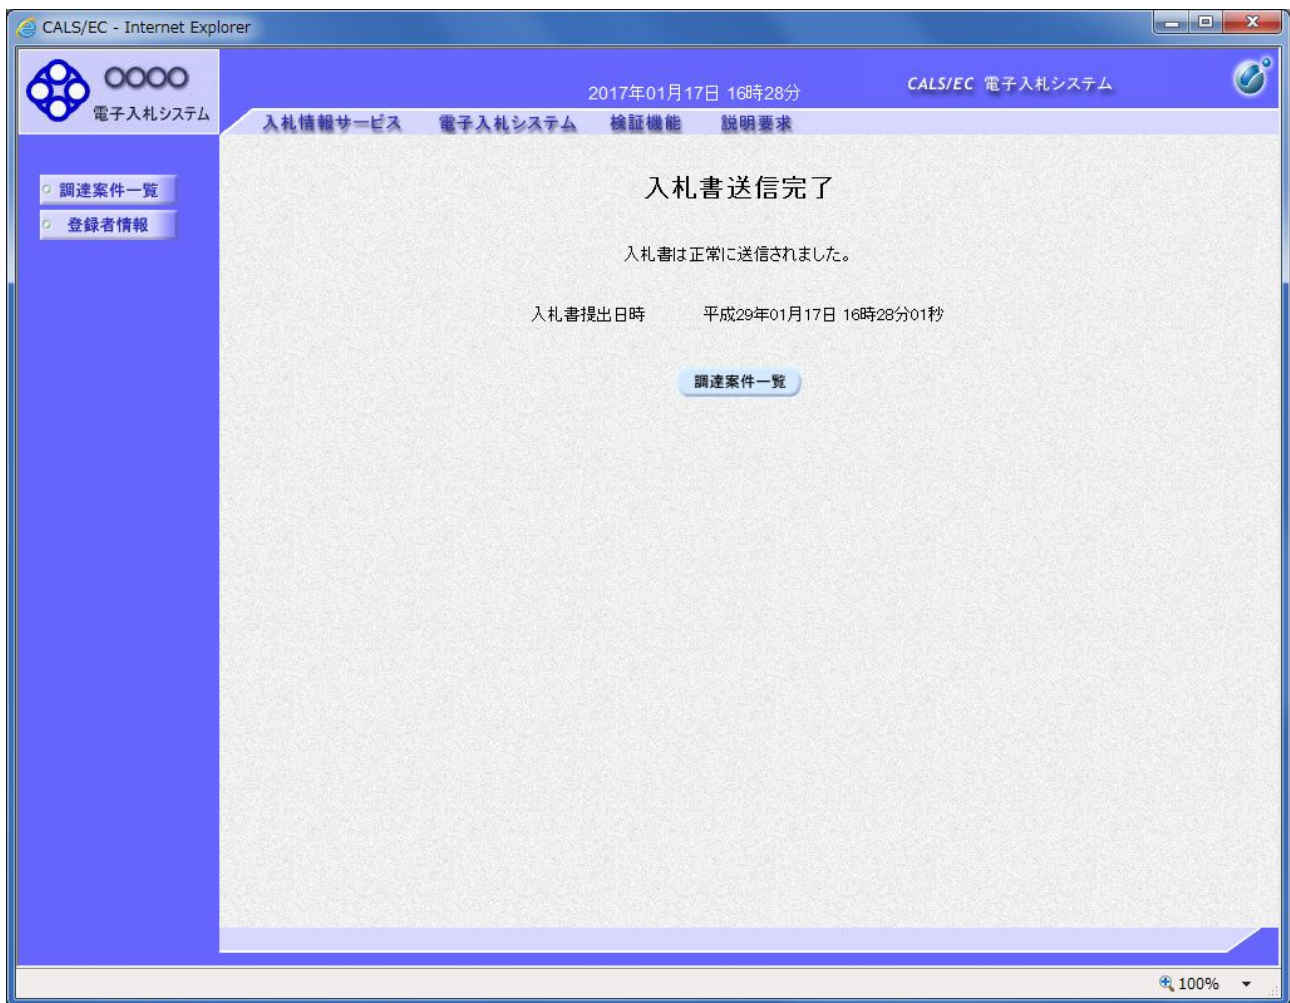 CALS/EC - Internet Explorer
○○○○
電子入札システム
2017年01月17日 16時28分
CALS/EC 電子入札システム
入札情報サービス 電子入札システム 検証機能 説明要求
調達案件一覧
登録者情報
入札書送信完了
入札書は正常に送信されました。
入札書提出日時 平成29年01月17日 16時28分01秒
調達案件一覧
100%